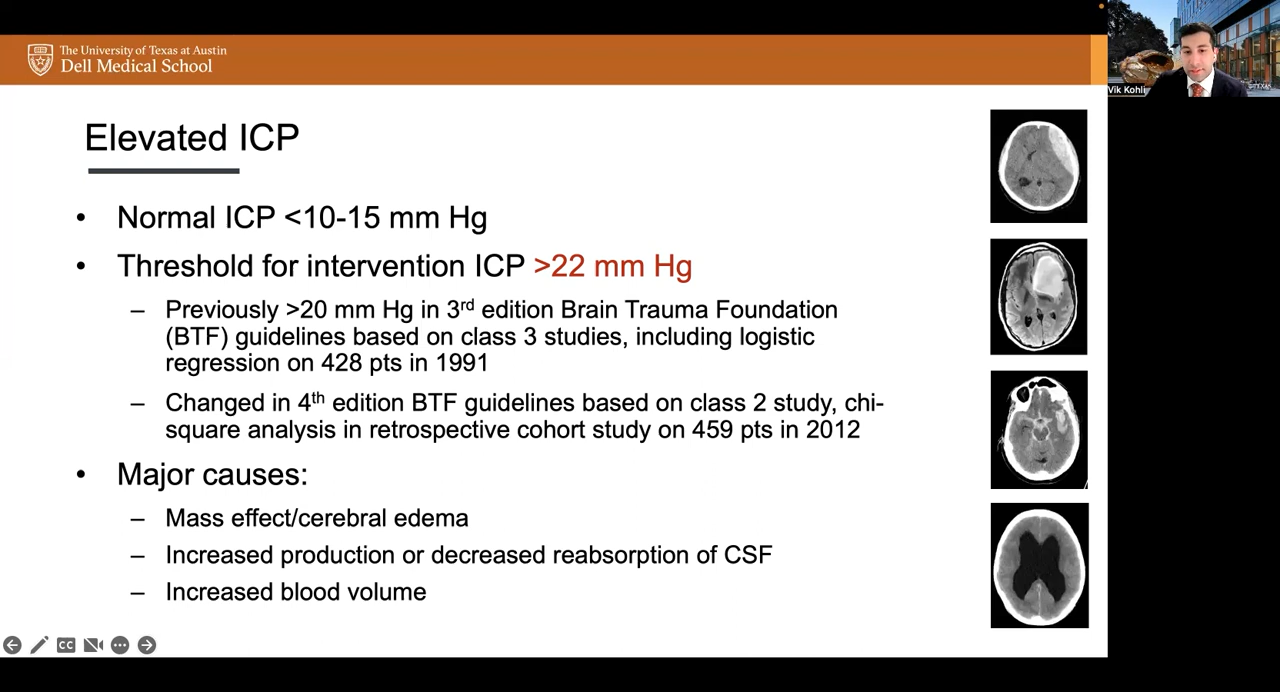 The University of Texas at Austin
Dell Medical School
Vik Kohli
Elevated ICP
• Normal ICP <10-15 mm Hg
• Threshold for intervention ICP >22 mm Hg
– Previously >20 mm Hg in 3rd edition Brain Trauma Foundation
(BTF) guidelines based on class 3 studies, including logistic
regression on 428 pts in 1991
– Changed in 4th edition BTF guidelines based on class 2 study, chi-
square analysis in retrospective cohort study on 459 pts in 2012
• Major causes:
– Mass effect/cerebral edema
– Increased production or decreased reabsorption of CSF
– Increased blood volume
CC